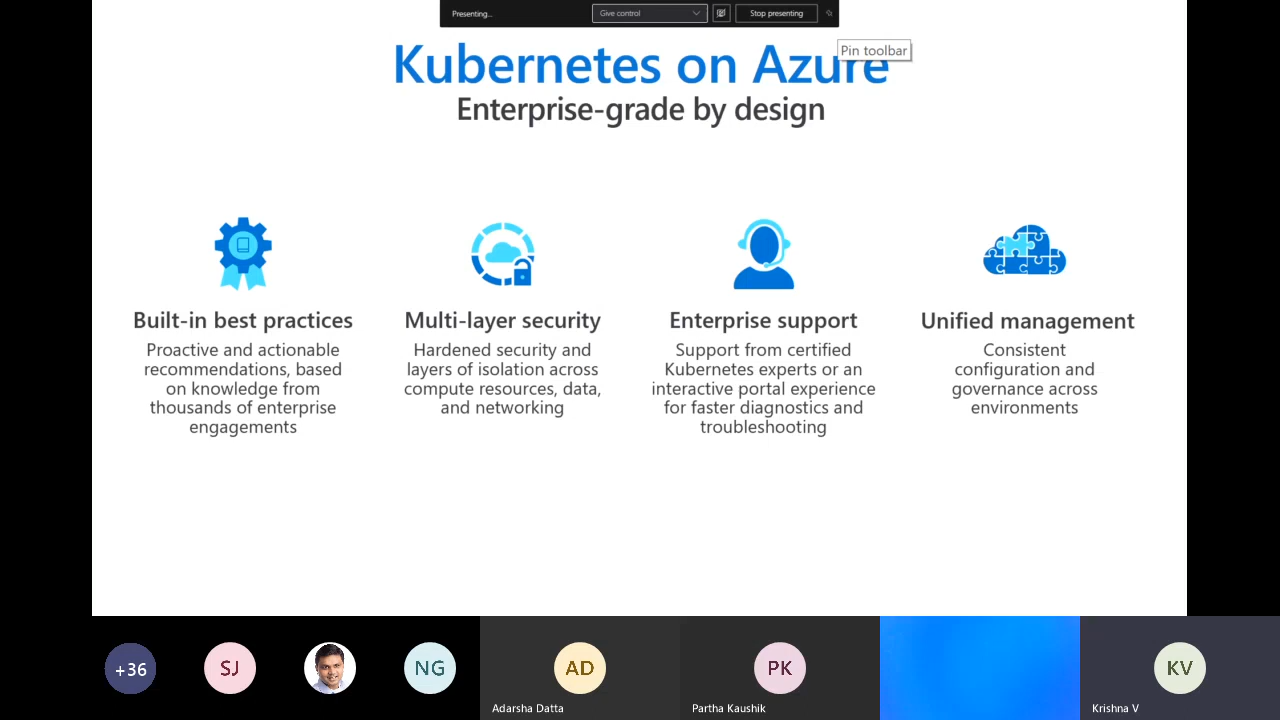 Presenting...
Give control
Stop presenting
Pin toolbar
Kubernetes on Azure
Enterprise-grade by design
Built-in best practices
Proactive and actionable
recommendations, based
on knowledge from
thousands of enterprise
engagements
Multi-layer security
Hardened security and
layers of isolation across
compute resources, data,
and networking
Enterprise support
Support from certified
Kubernetes experts or an
interactive portal experience
for faster diagnostics and
troubleshooting
Unified management
Consistent
configuration and
governance across
environments
+36
SJ
NG
AD
Adarsha Datta
PK
Partha Kaushik
KV
Krishna V